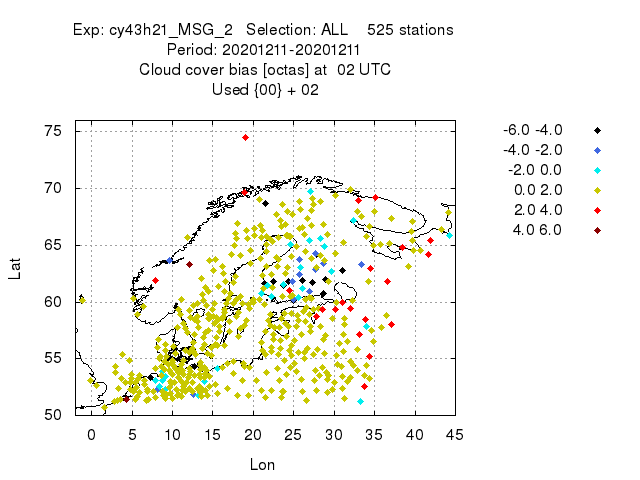 Exp: cy43h21_MSG_2 Selection: ALL 525 stations
Period: 20201211-20201211
Cloud cover bias [octas] at 02 UTC
Used {00} + 02
75
70
65
60
55
50
Lat
0 5 10 15 20 25 30 35 40 45
Lon
-6.0 -4.0
-4.0 -2.0
-2.0 0.0
0.0 2.0
2.0 4.0
4.0 6.0